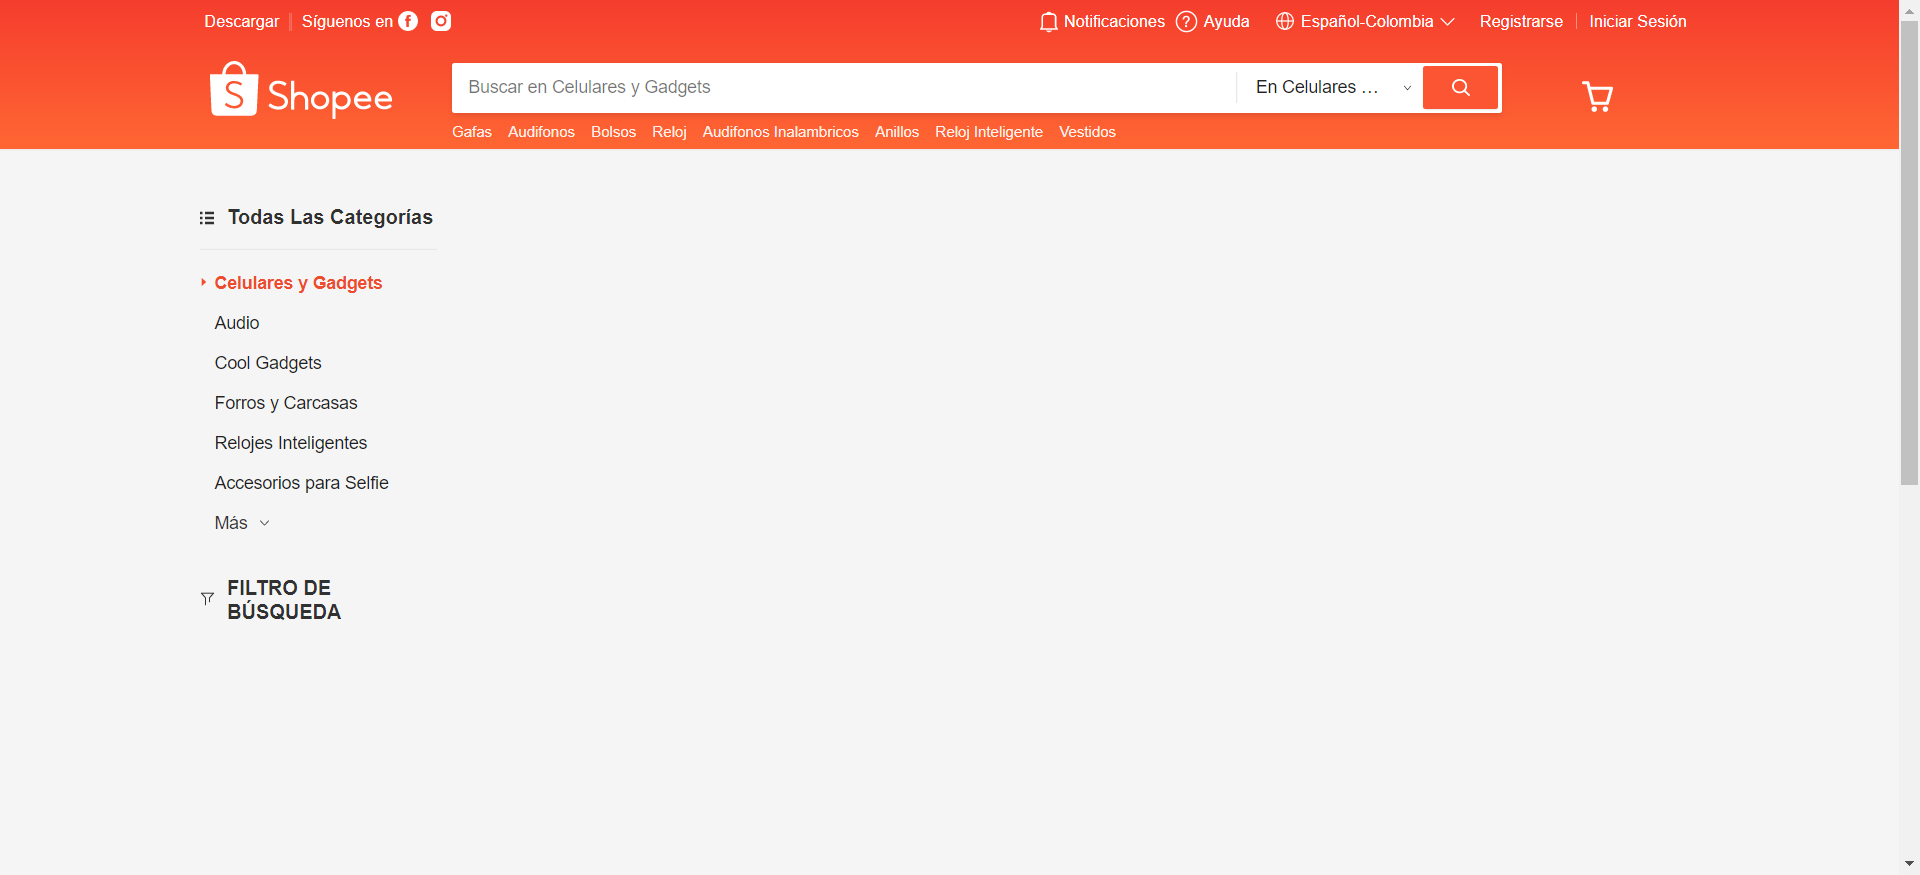 Descargar Síguenos en
Notificaciones Ayuda Español-Colombia Registrarse Iniciar Sesión
Shopee
Buscar en Celulares y Gadgets En Celulares ...
Gafas Audifonos Bolsos Reloj Audifonos Inalambricos Anillos Reloj Inteligente Vestidos
Todas Las Categorías
Celulares y Gadgets
Audio
Cool Gadgets
Forros y Carcasas
Relojes Inteligentes
Accesorios para Selfie
Más
FILTRO DE
BÚSQUEDA